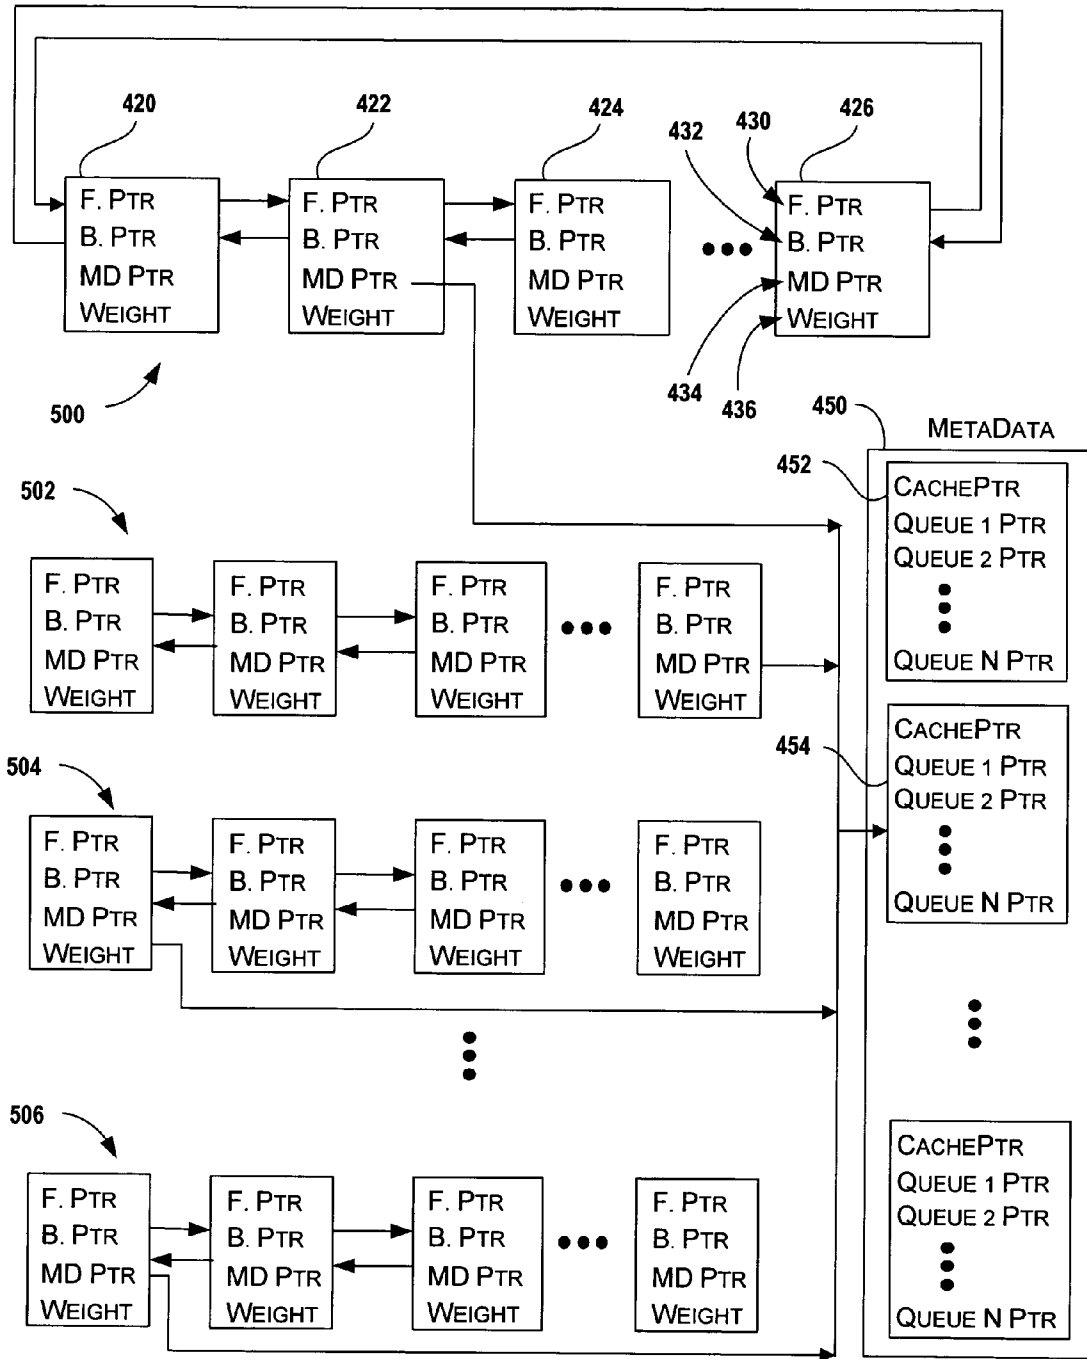 420
422
424
432
430
426
F. PTR
B. PTR
MD PTR
WEIGHT
F. PTR
B. PTR
MD PTR
WEIGHT
F. PTR
B. PTR
MD PTR
WEIGHT
F. PTR
B. PTR
MD PTR
WEIGHT
500
434
436
450
METADATA
452
CACHEPTR
QUEUE 1 PTR
QUEUE 2 PTR
QUEUE N PTR
502
F. PTR
B. PTR
MD PTR
WEIGHT
F. PTR
B. PTR
MD PTR
WEIGHT
F. PTR
B. PTR
MD PTR
WEIGHT
F. PTR
B. PTR
MD PTR
WEIGHT
454
CACHEPTR
QUEUE 1 PTR
QUEUE 2 PTR
QUEUE N PTR
504
F. PTR
B. PTR
MD PTR
WEIGHT
F. PTR
B. PTR
MD PTR
WEIGHT
F. PTR
B. PTR
MD PTR
WEIGHT
F. PTR
B. PTR
MD PTR
WEIGHT
506
F. PTR
B. PTR
MD PTR
WEIGHT
F. PTR
B. PTR
MD PTR
WEIGHT
F. PTR
B. PTR
MD PTR
WEIGHT
F. PTR
B. PTR
MD PTR
WEIGHT
CACHEPTR
QUEUE 1 PTR
QUEUE 2 PTR
QUEUE N PTR